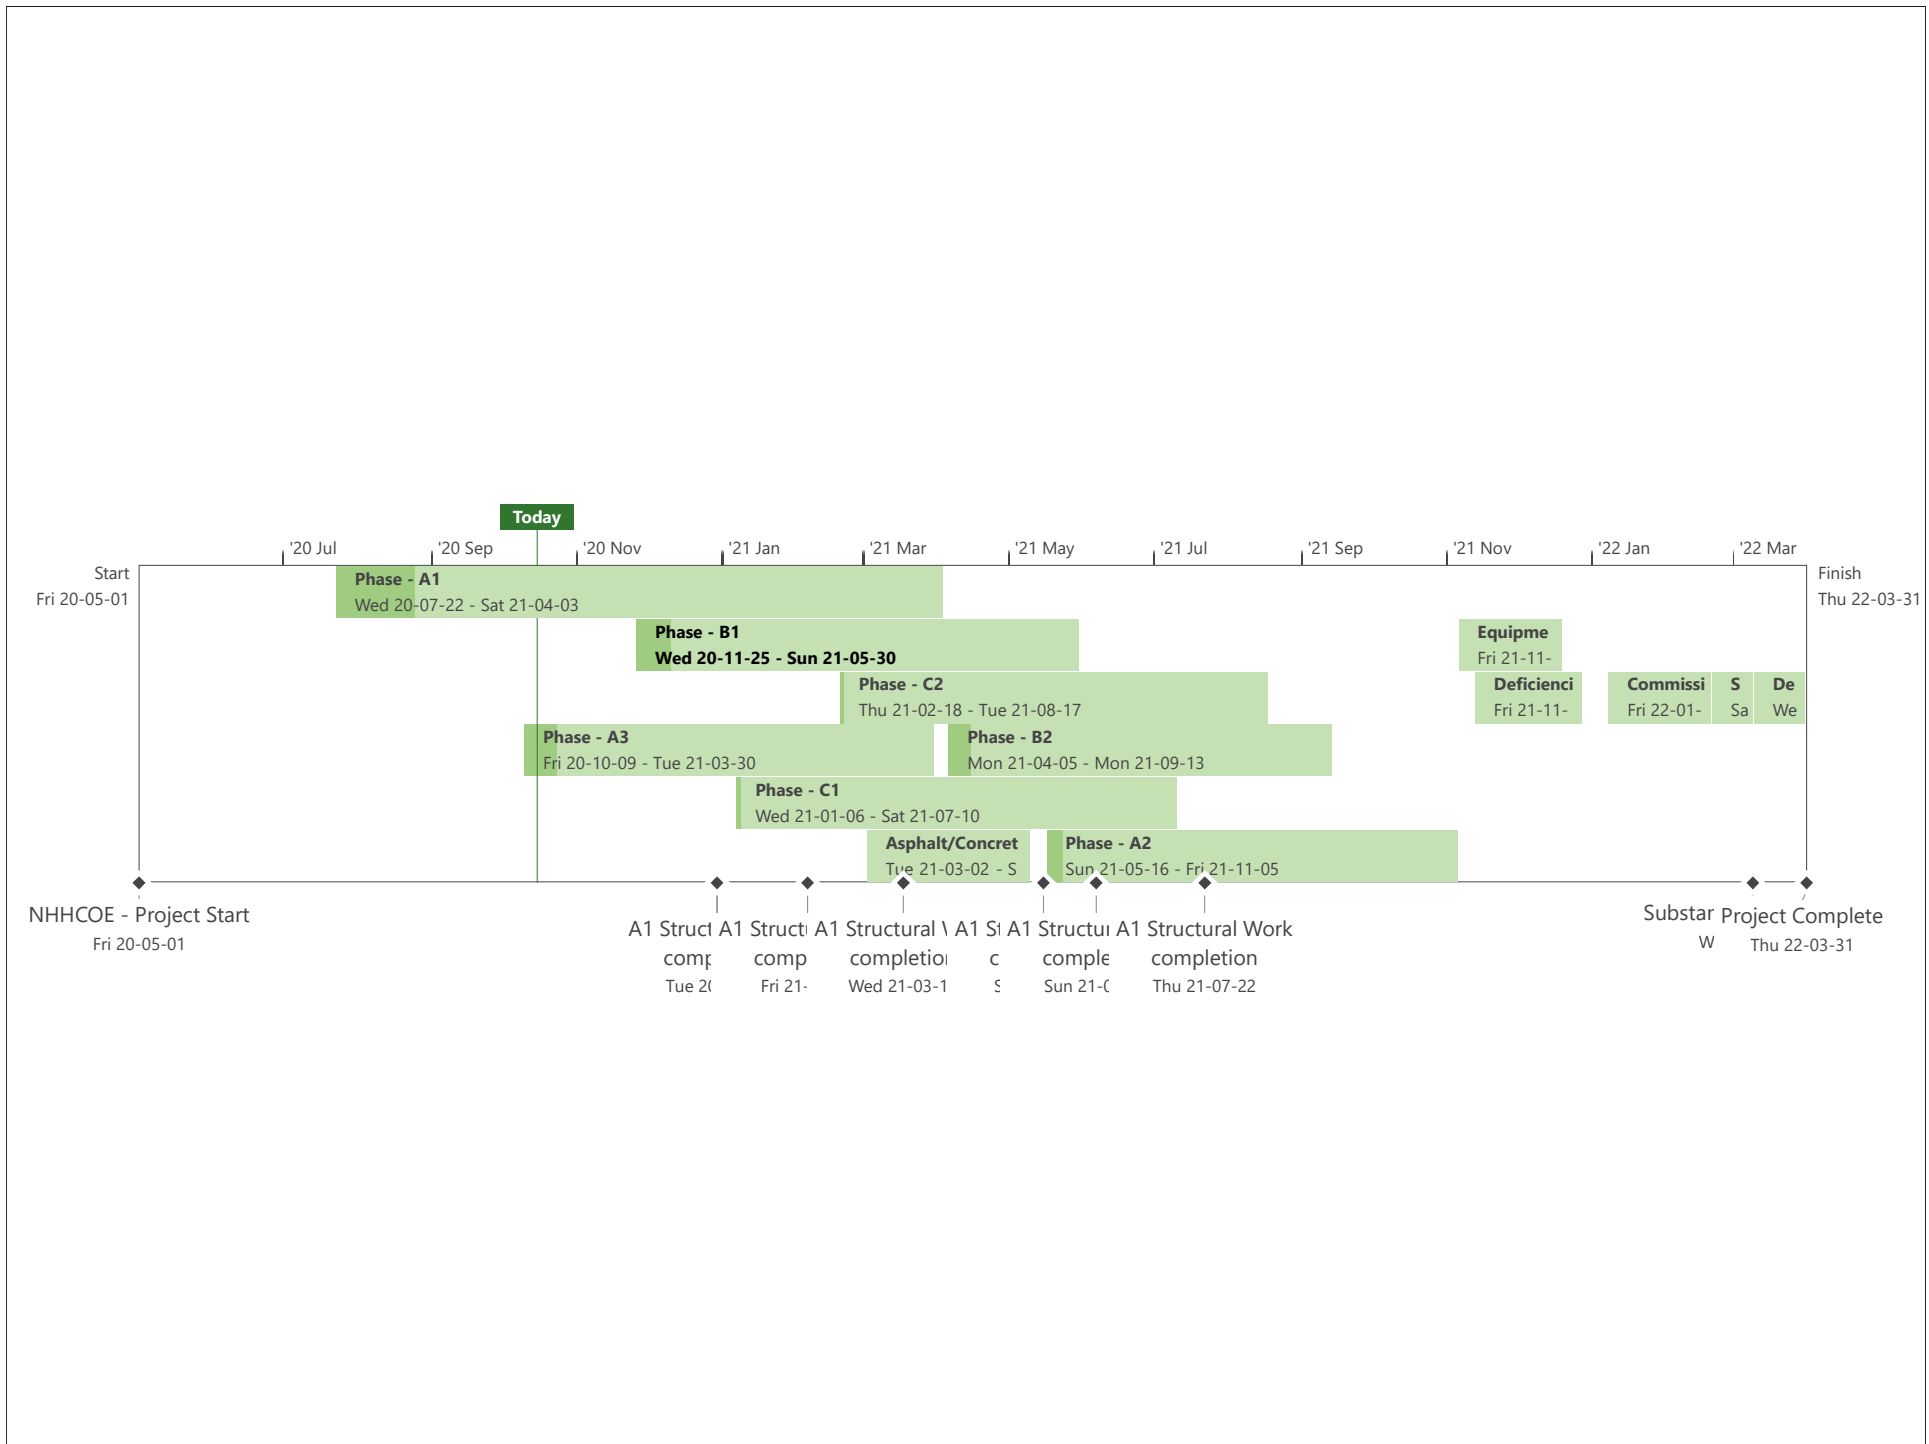 Today
'20 Jul
'20 Sep
'20 Nov
'21 Jan
'21 Mar
'21 May
'21 Jul
'21 Sep
'21 Nov
'22 Jan
'22 Mar
Start
Fri 20-05-01
Finish
Thu 22-03-31
Phase - A1
Wed 20-07-22 - Sat 21-04-03
Phase - B1
Wed 20-11-25 - Sun 21-05-30
Equipme
Fri 21-11-
Phase - C2
Thu 21-02-18 - Tue 21-08-17
Deficienci
Fri 21-11-
Commissi
Fri 22-01-
S
Sa
De
We
Phase - A3
Fri 20-10-09 - Tue 21-03-30
Phase - B2
Mon 21-04-05 - Mon 21-09-13
Phase - C1
Wed 21-01-06 - Sat 21-07-10
Asphalt/Concret
Tue 21-03-02 - S
Phase - A2
Sun 21-05-16 - Fri 21-11-05
NHHCOE - Project Start
Fri 20-05-01
A1 Struct
comp
Tue 20
A1 Struct
comp
Fri 21-
A1 Structural
completion
Wed 21-03-1
A1 St
c
S
A1 Structur
comple
Sun 21-0
A1 Structural Work
completion
Thu 21-07-22
Substan
W
Project Complete
Thu 22-03-31